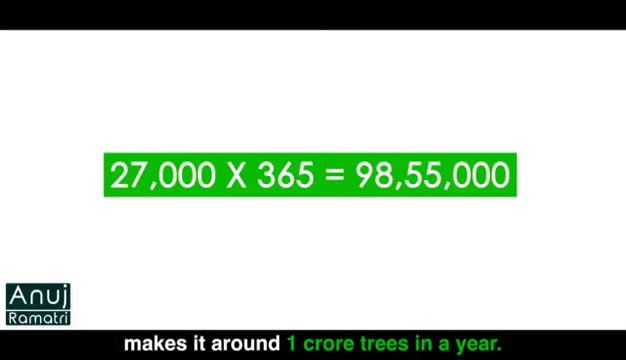 27,000 X 365 = 98,55,000
Anuj
Ramatri
makes it around 1 crore trees in a year.